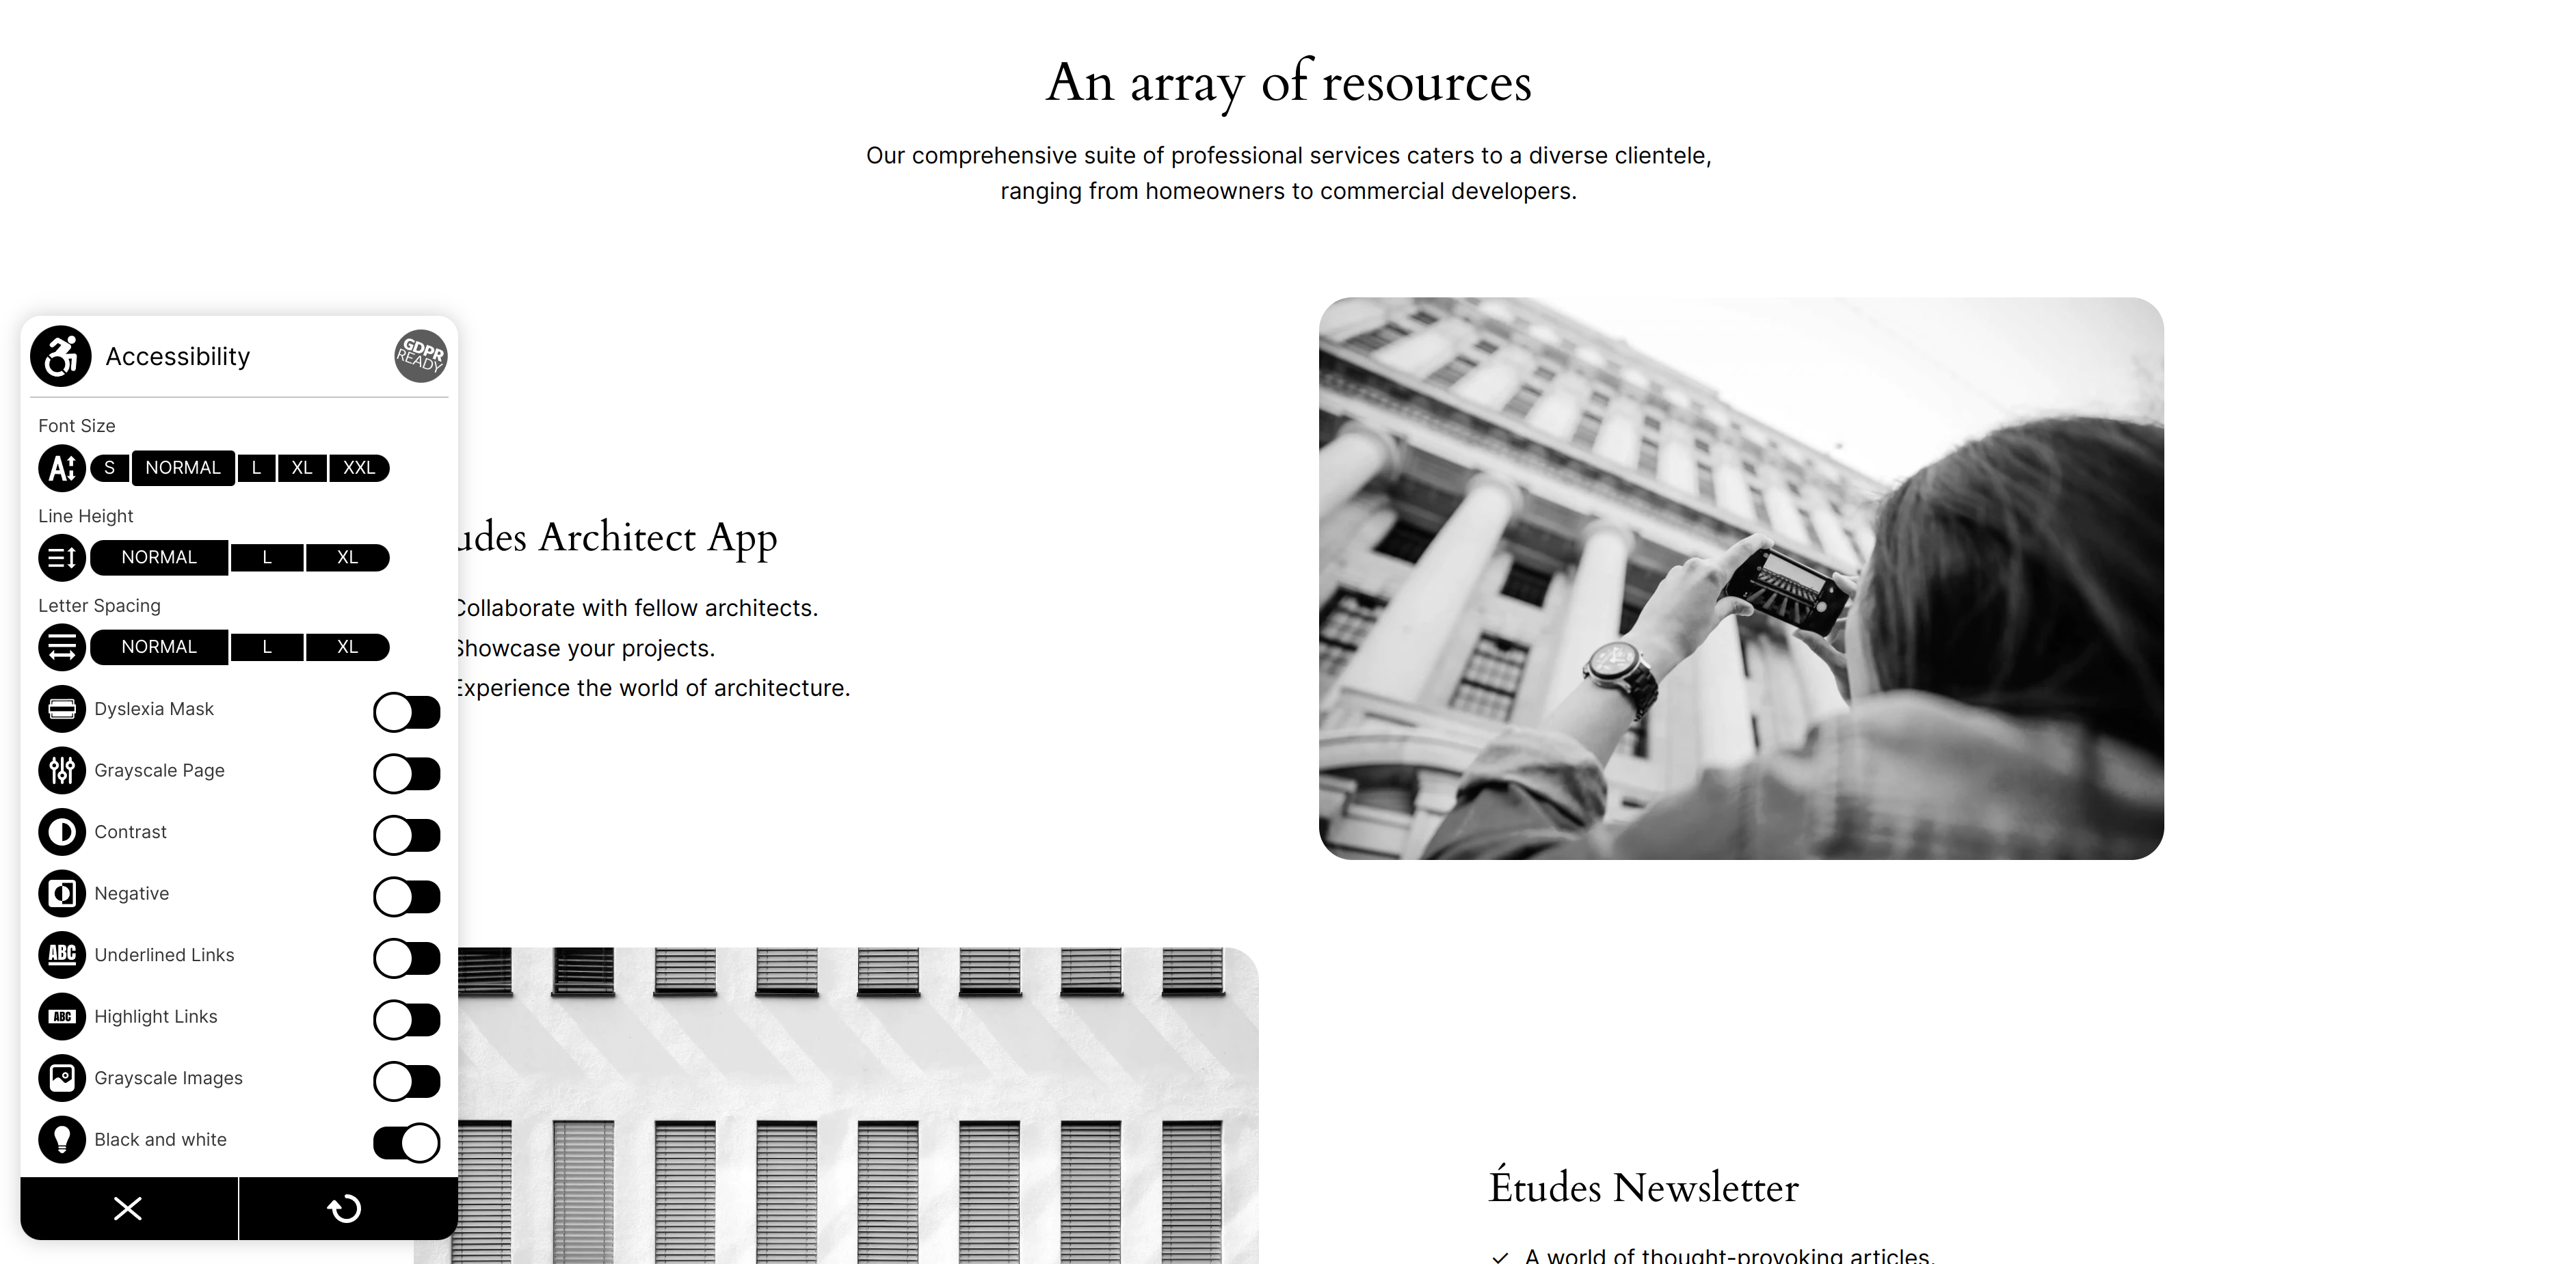 An array of resources
Our comprehensive suite of professional services caters to a diverse clientele,
ranging from homeowners to commercial developers.
Accessibility
GDPR
READY
Font Size
A
S NORMAL L XL XXL
Line Height
NORMAL L XL
Letter Spacing
NORMAL L XL
Dyslexia Mask
Grayscale Page
Contrast
Negative
ABC Underlined Links
ABC Highlight Links
Grayscale Images
Black and white
udes Architect App
Collaborate with fellow architects.
Showcase your projects.
Experience the world of architecture.
Études Newsletter
A world of thought-provoking articles.